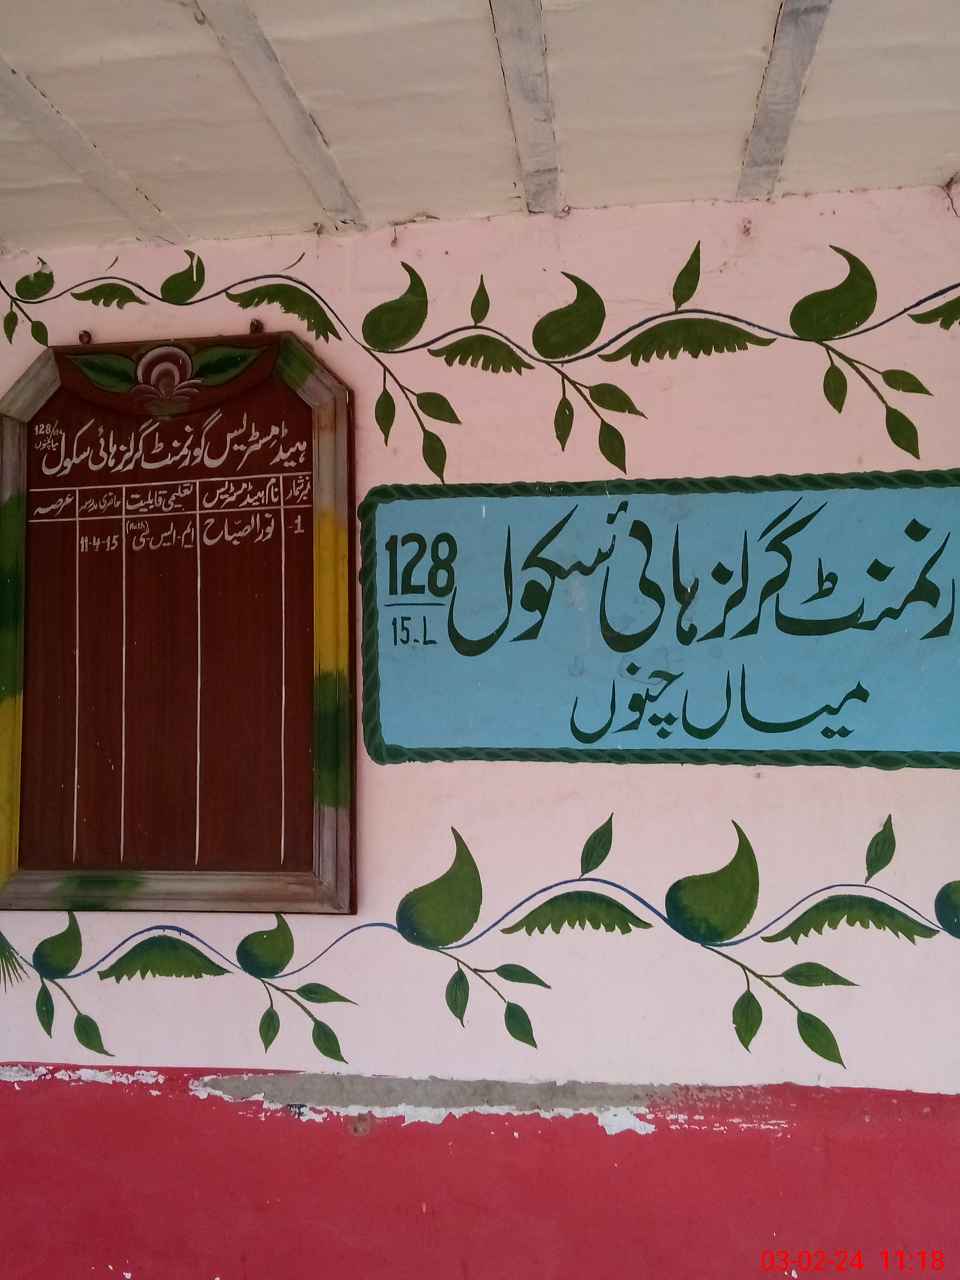 ہیڈ مسٹریس گورنمنٹ گرلز ہائی سکول
128/15.L
میاں چنوں
نمبر شمار نام ہیڈ مسٹریس تعلیمی قابلیت حاضری مدرسہ عرصہ
1- نور الصباح ایم-ایس-سی (Math) 11-4-15
رنمنٹ گرلز ہائی سکول
128
15.L
میاں چنوں
03-02-24 11:18